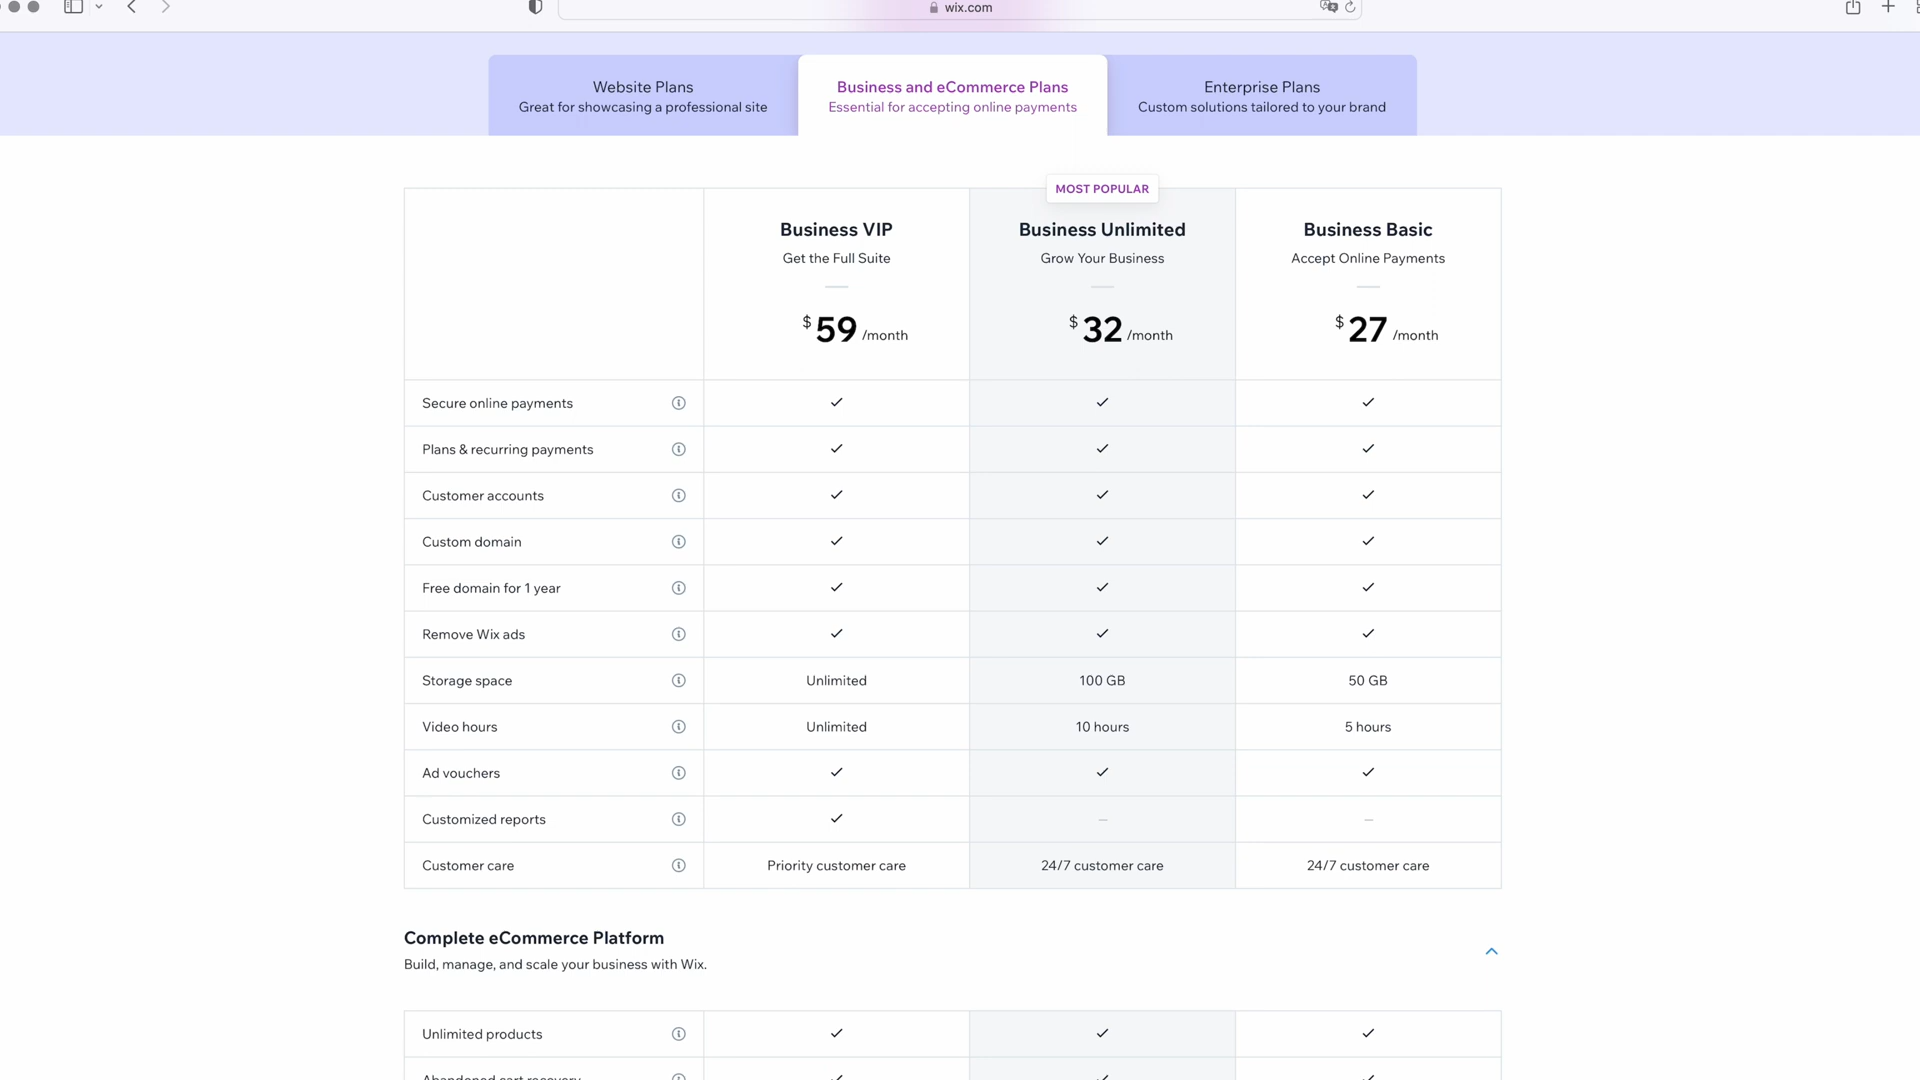 wix.com
Website Plans
Great for showcasing a professional site
Business and eCommerce Plans
Essential for accepting online payments
Enterprise Plans
Custom solutions tailored to your brand
MOST POPULAR
Business VIP
Get the Full Suite
$ 59 /month
Business Unlimited
Grow Your Business
$ 32 /month
Business Basic
Accept Online Payments
$ 27 /month
Secure online payments
Plans & recurring payments
Customer accounts
Custom domain
Free domain for 1 year
Remove Wix ads
Storage space Unlimited 100 GB 50 GB
Video hours Unlimited 10 hours 5 hours
Ad vouchers
Customized reports
Customer care Priority customer care 24/7 customer care 24/7 customer care
Complete eCommerce Platform
Build, manage, and scale your business with Wix.
Unlimited products
Abandoned cart recovery